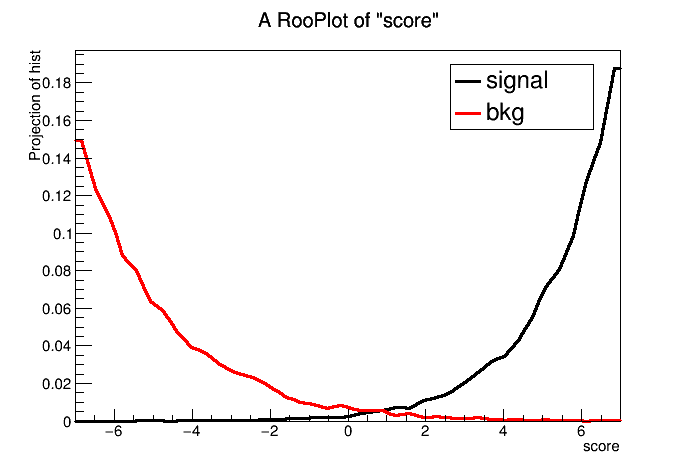 A RooPlot of "score"
Projection of hist
signal
bkg
0.18
0.16
0.14
0.12
0.1
0.08
0.06
0.04
0.02
0
−6 −4 −2 0 2 4 6
score